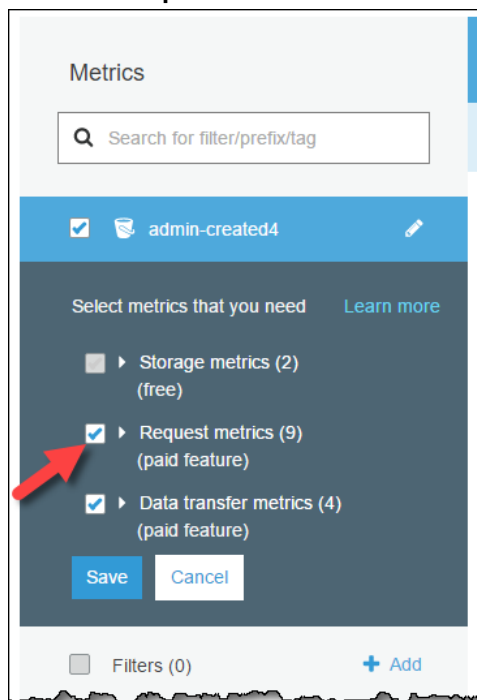 Metrics
Search for filter/prefix/tag
admin-created4
Select metrics that you need Learn more
Storage metrics (2)
(free)
Request metrics (9)
(paid feature)
Data transfer metrics (4)
(paid feature)
Save Cancel
Filters (0) + Add